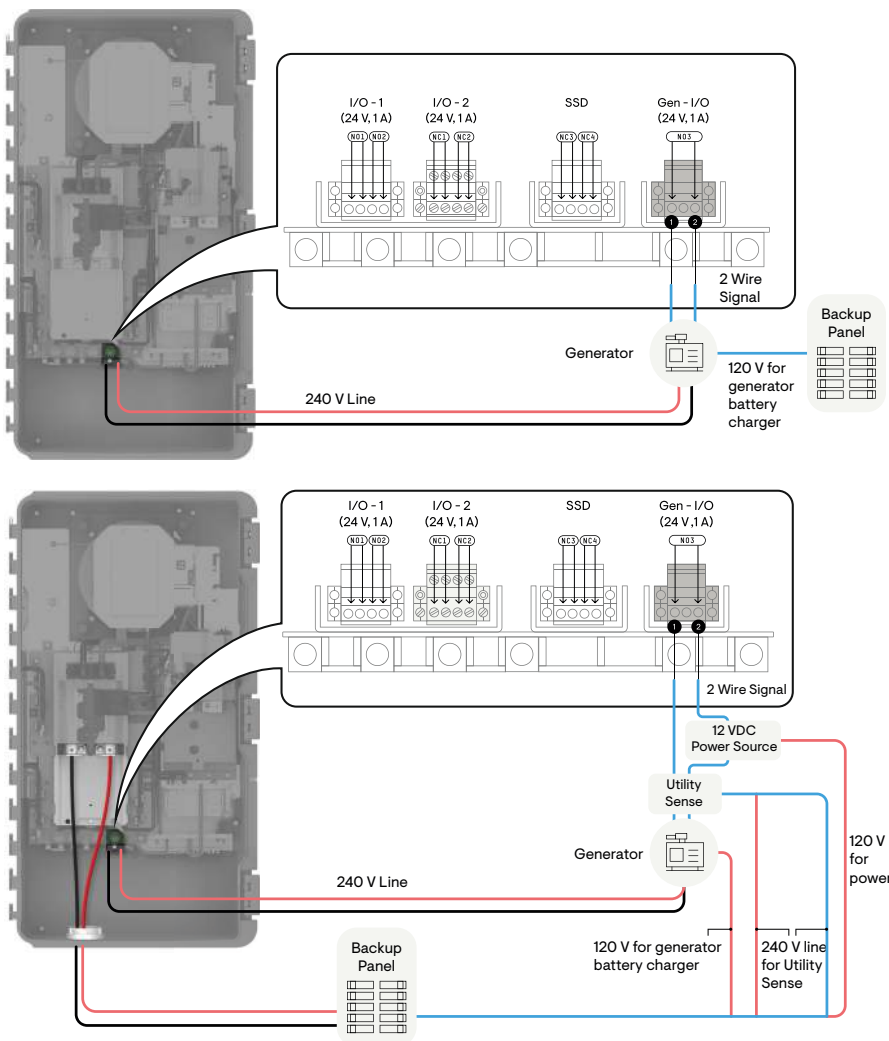 I/O - 1
(24 V, 1 A)
I/O - 2
(24 V, 1 A)
SSD
Gen - I/O
(24 V, 1 A)
NO1 NO2
NC1 NC2
NC3 NC4
NO3
1 2
2 Wire
Signal
Generator
Backup
Panel
120 V for
generator
battery
charger
240 V Line
I/O - 1
(24 V, 1 A)
I/O - 2
(24 V, 1 A)
SSD
Gen - I/O
(24 V ,1 A)
NO1 NO2
NC1 NC2
NC3 NC4
NO3
1 2
2 Wire Signal
12 VDC
Power Source
Utility
Sense
Generator
120 V
for
power
240 V Line
120 V for generator
battery charger
240 V line
for Utility
Sense
Backup
Panel